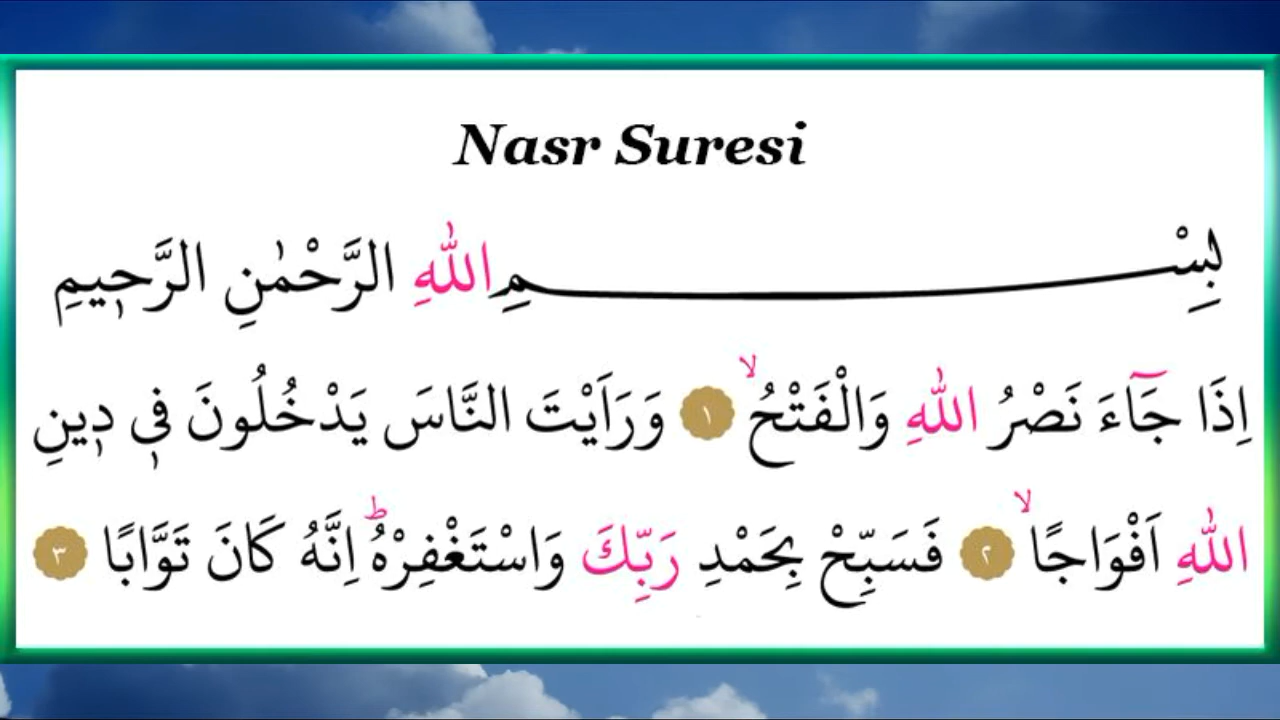 Nasr Suresi
بِسْــــــــــــــــــمِ اللّٰهِ الرَّحْمٰنِ الرَّح۪يمِ
اِذَا جَٓاءَ نَصْرُ اللّٰهِ وَالْفَتْحُۙ ١ وَرَاَيْتَ النَّاسَ يَدْخُلُونَ ف۪ى د۪ينِ
اللّٰهِ اَفْوَاجًاۙ ٢ فَسَبِّحْ بِحَمْدِ رَبِّكَ وَاسْتَغْفِرْهُۜ اِنَّهُ كَانَ تَوَّابًا ٣